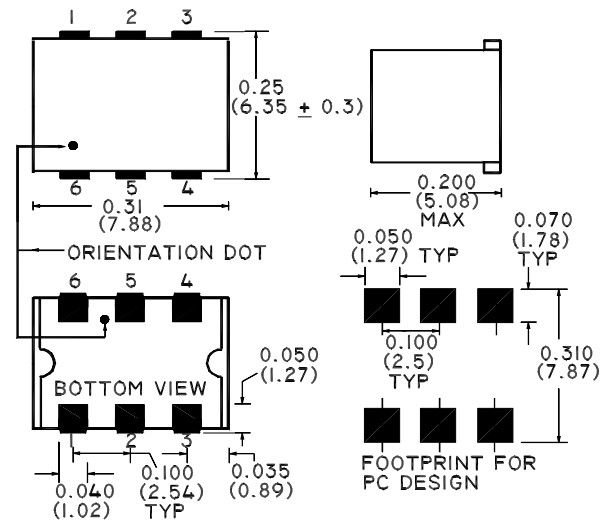 1 2 3
0.25
(6.35 ± 0.3)
6 5 4
0.31
(7.88)
0.200
(5.08)
MAX
ORIENTATION DOT
0.050
(1.27) TYP
0.070
(1.78)
TYP
6 5 4
BOTTOM VIEW
1 2 3
0.050
(1.27)
0.100
(2.5)
TYP
0.310
(7.87)
0.040
(1.02)
0.100
(2.54)
TYP
0.035
(0.89)
FOOTPRINT FOR
PC DESIGN